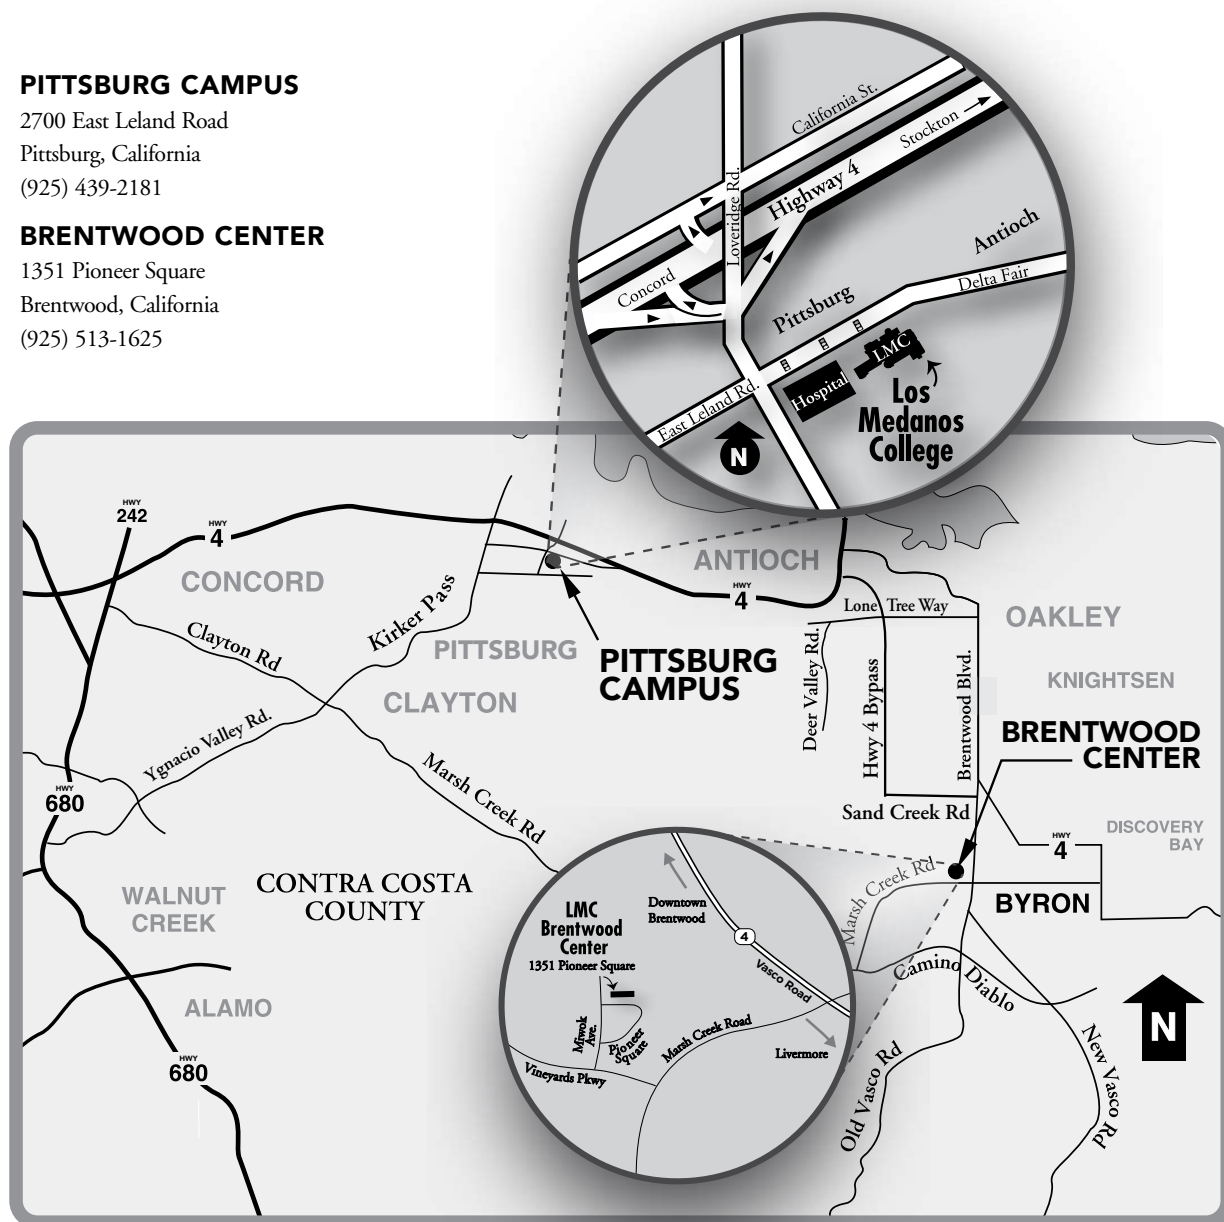 PITTSBURG CAMPUS
2700 East Leland Road
Pittsburg, California
(925) 439-2181
BRENTWOOD CENTER
1351 Pioneer Square
Brentwood, California
(925) 513-1625
California St.
Stockton
Highway 4
Loveridge Rd.
Concord
Antioch
Delta Fair
Pittsburg
LMC
Hospital
East Leland Rd.
Los
Medanos
College
N
HWY
242
HWY
4
CONCORD
ANTIOCH
HWY
4
Kirker Pass
Clayton Rd
PITTSBURG
PITTSBURG
CAMPUS
CLAYTON
Lone Tree Way
OAKLEY
Deer Valley Rd.
Hwy 4 Bypass
Brentwood Blvd.
KNIGHTSEN
BRENTWOOD
CENTER
Ygnacio Valley Rd.
Marsh Creek Rd
HWY
680
Sand Creek Rd
HWY
4
DISCOVERY
BAY
WALNUT
CREEK
CONTRA COSTA
COUNTY
Marsh Creek Rd
BYRON
Camino Diablo
ALAMO
HWY
680
Old Vasco Rd
New Vasco Rd
N
Downtown
Brentwood
LMC
Brentwood
Center
1351 Pioneer Square
4
Vasco Road
Miwok
Ave.
Pioneer
Square
Marsh Creek Road
Livermore
Vineyards Pkwy